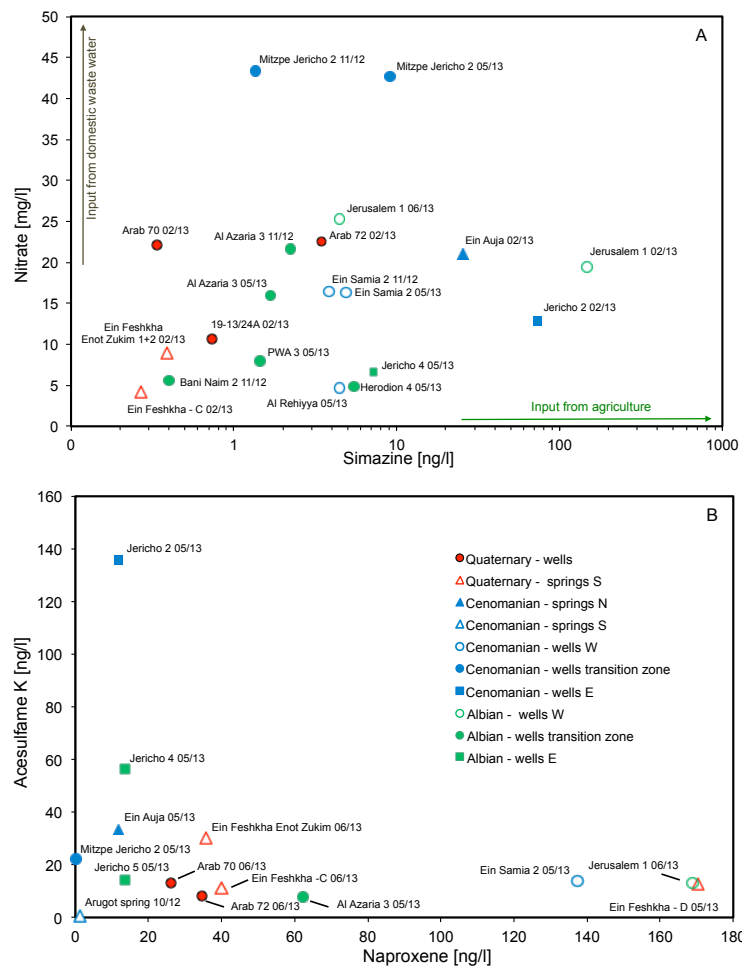 A
Nitrate [mg/l]
50
45
40
35
30
25
20
15
10
5
0
Input from domestic waste water
Mitzpe Jericho 2 11/12
Mitzpe Jericho 2 05/13
Jerusalem 1 06/13
Arab 70 02/13
Al Azaria 3 11/12
Arab 72 02/13
Ein Auja 02/13
Jerusalem 1 02/13
Al Azaria 3 05/13
Ein Samia 2 11/12
Ein Samia 2 05/13
Jericho 2 02/13
Ein Feshkha
Enot Zukim 1+2 02/13
19-13/24A 02/13
PWA 3 05/13
Jericho 4 05/13
Bani Naim 2 11/12
Herodion 4 05/13
Ein Feshkha - C 02/13
Al Rehiyya 05/13
Input from agriculture
0 1 10 100 1000
Simazine [ng/l]
B
Acesulfame K [ng/l]
160
140
120
100
80
60
40
20
0
Jericho 2 05/13
Quaternary - wells
Quaternary - springs S
Cenomanian - springs N
Cenomanian - springs S
Cenomanian - wells W
Cenomanian - wells transition zone
Cenomanian - wells E
Albian - wells W
Albian - wells transition zone
Albian - wells E
Jericho 4 05/13
Ein Auja 05/13
Ein Feshkha Enot Zukim 06/13
Mitzpe Jericho 2 05/13
Jericho 5 05/13
Arab 70 06/13
Ein Feshkha -C 06/13
Ein Samia 2 05/13
Jerusalem 1 06/13
Arugot spring 10/12
Arab 72 06/13
Al Azaria 3 05/13
Ein Feshkha - D 05/13
0 20 40 60 80 100 120 140 160 180
Naproxene [ng/l]